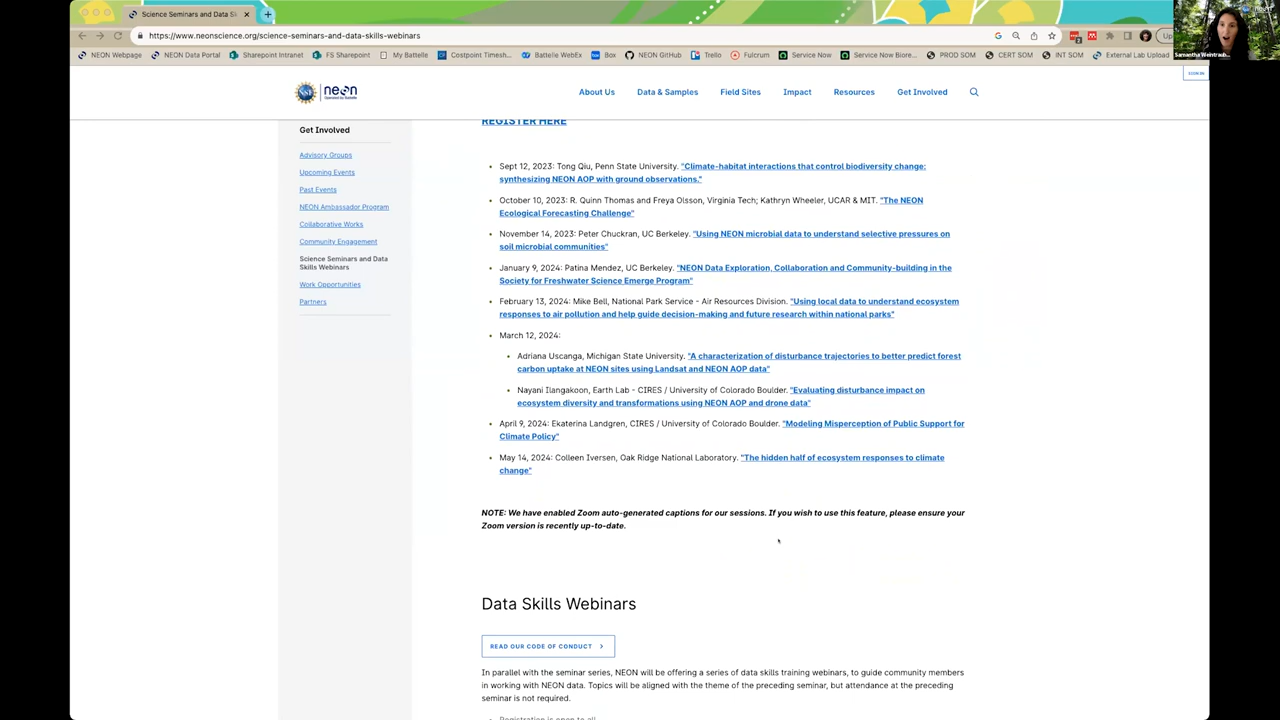 Science Seminars and Data Sk
https://www.neonscience.org/science-seminars-and-data-skills-webinars
NEON Webpage
NEON Data Portal
Sharepoint Intranet
FS Sharepoint
My Battelle
Costpoint Timesh...
Battelle WebEx
Box
NEON GitHub
Trello
Fulcrum
Service Now
Service Now Biore...
PROD SOM
CERT SOM
INT SOM
External Lab Upload
Samantha Weintraub...
SIGN IN
neon
Operated by Battelle
About Us
Data & Samples
Field Sites
Impact
Resources
Get Involved
Get Involved
Advisory Groups
Upcoming Events
Past Events
NEON Ambassador Program
Collaborative Works
Community Engagement
Science Seminars and Data
Skills Webinars
Work Opportunities
Partners
REGISTER HERE
Sept 12, 2023: Tong Qiu, Penn State University. "Climate-habitat interactions that control biodiversity change:
synthesizing NEON AOP with ground observations."
October 10, 2023: R. Quinn Thomas and Freya Olsson, Virginia Tech; Kathryn Wheeler, UCAR & MIT. "The NEON
Ecological Forecasting Challenge"
November 14, 2023: Peter Chuckran, UC Berkeley. "Using NEON microbial data to understand selective pressures on
soil microbial communities"
January 9, 2024: Patina Mendez, UC Berkeley. "NEON Data Exploration, Collaboration and Community-building in the
Society for Freshwater Science Emerge Program"
February 13, 2024: Mike Bell, National Park Service - Air Resources Division. "Using local data to understand ecosystem
responses to air pollution and help guide decision-making and future research within national parks"
March 12, 2024:
Adriana Uscanga, Michigan State University. "A characterization of disturbance trajectories to better predict forest
carbon uptake at NEON sites using Landsat and NEON AOP data"
Nayani Ilangakoon, Earth Lab - CIRES / University of Colorado Boulder. "Evaluating disturbance impact on
ecosystem diversity and transformations using NEON AOP and drone data"
April 9, 2024: Ekaterina Landgren, CIRES / University of Colorado Boulder. "Modeling Misperception of Public Support for
Climate Policy"
May 14, 2024: Colleen Iversen, Oak Ridge National Laboratory. "The hidden half of ecosystem responses to climate
change"
NOTE: We have enabled Zoom auto-generated captions for our sessions. If you wish to use this feature, please ensure your
Zoom version is recently up-to-date.
Data Skills Webinars
READ OUR CODE OF CONDUCT
In parallel with the seminar series, NEON will be offering a series of data skills training webinars, to guide community members
in working with NEON data. Topics will be aligned with the theme of the preceding seminar, but attendance at the preceding
seminar is not required.
Registration is open to all